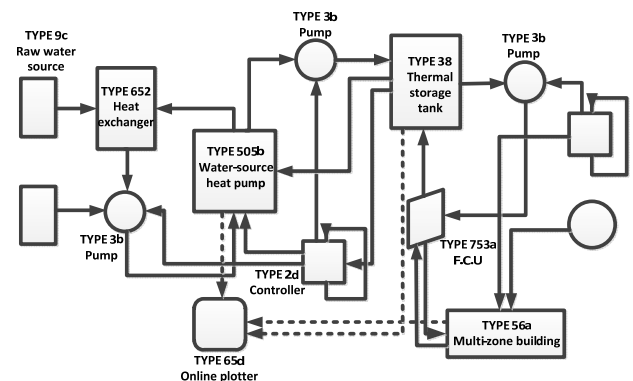 TYPE 9c
Raw water
source
TYPE 652
Heat
exchanger
TYPE 3b
Pump
TYPE 38
Thermal
storage
tank
TYPE 3b
Pump
TYPE 505b
Water-source
heat pump
TYPE 3b
Pump
TYPE 2d
Controller
TYPE 753a
F.C.U
TYPE 65d
Online plotter
TYPE 56a
Multi-zone building